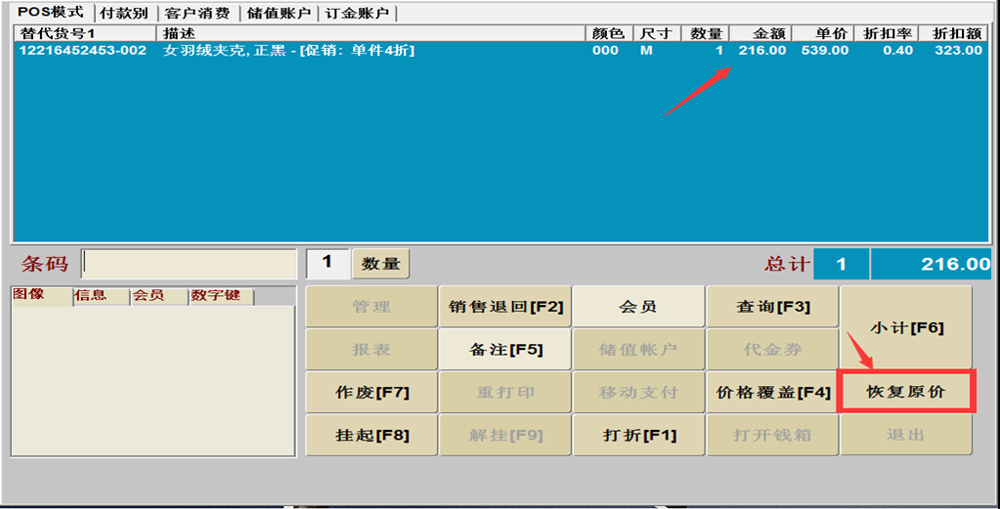 POS模式 付款别 客户消费 储值账户 订金账户
替代货号1 描述 颜色 尺寸 数量 金额 单价 折扣率 折扣额
12216452453-002 女羽绒夹克,正黑 - [促销：单件4折] 000 M 1 216.00 539.00 0.40 323.00
条码 1 数量 总计 1 216.00
图像 信息 会员 数字键
管理 销售退回[F2] 会员 查询[F3] 小计[F6]
报表 备注[F5] 储值帐户 代金券
作废[F7] 重打印 移动支付 价格覆盖[F4] 恢复原价
挂起[F8] 解挂[F9] 打折[F1] 打开钱箱 退出